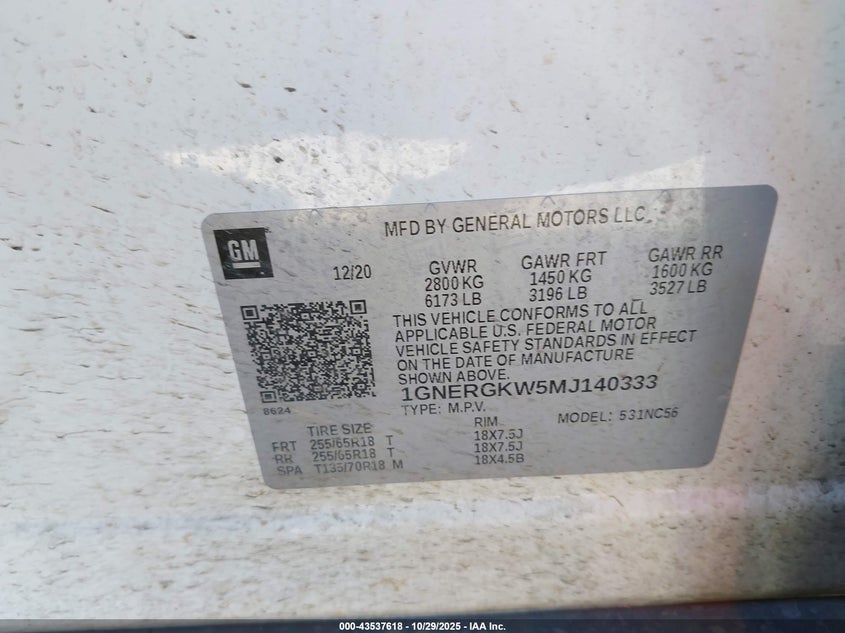 GM
MFD BY GENERAL MOTORS LLC
12/20
GVWR GAWR FRT GAWR RR
2800 KG 1450 KG 1600 KG
6173 LB 3196 LB 3527 LB
THIS VEHICLE CONFORMS TO ALL
APPLICABLE U.S. FEDERAL MOTOR
VEHICLE SAFETY STANDARDS IN EFFECT
ON THE DATE OF MANUFACTURE
SHOWN ABOVE.
1GNERGKW5MJ140333
8624
TYPE: M.P.V. MODEL: 531NC56
TIRE SIZE RIM
FRT 255/65R18 T 18X7.5J
RR 255/65R18 T 18X7.5J
SPA T135/70R18 M 18X4.5B
000-43537618 - 10/29/2025 - IAA Inc.